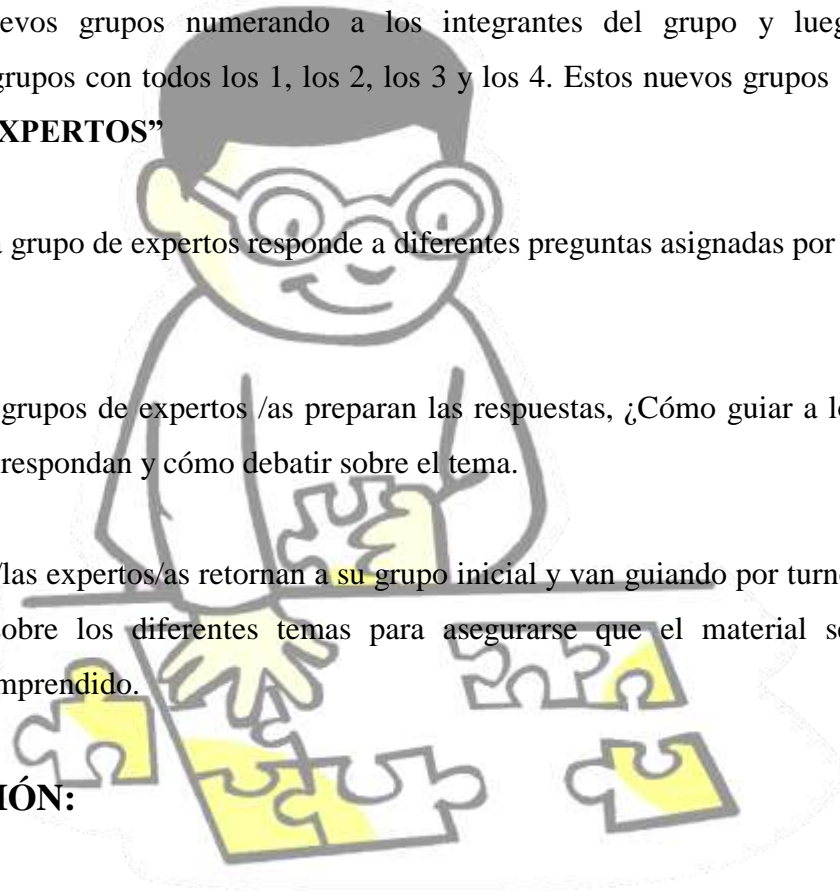 evos grupos numerando a los integrantes del grupo y lueg
grupos con todos los 1, los 2, los 3 y los 4. Estos nuevos grupos
XPERTOS”
grupo de expertos responde a diferentes preguntas asignadas por
grupos de expertos /as preparan las respuestas, ¿Cómo guiar a l
respondan y cómo debatir sobre el tema.
/las expertos/as retornan a su grupo inicial y van guiando por turn
sobre los diferentes temas para asegurarse que el material s
mprendido.
IÓN: